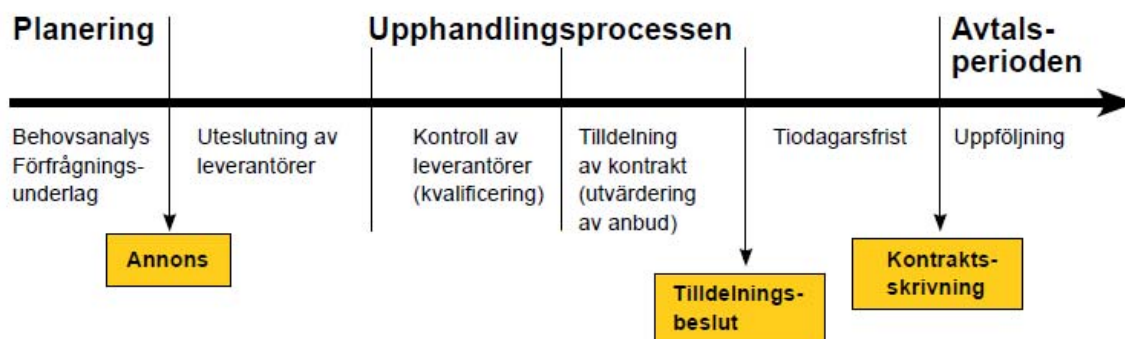 Planering
Upphandlingsprocessen
Avtals-
perioden
Behovsanalys
Förfrågnings-
underlag
Uteslutning av
leverantörer
Kontroll av
leverantörer
(kvalificering)
Tilldelning
av kontrakt
(utvärdering
av anbud)
Tiodagarsfrist
Uppföljning
Annons
Tilldelnings-
beslut
Kontrakts-
skrivning